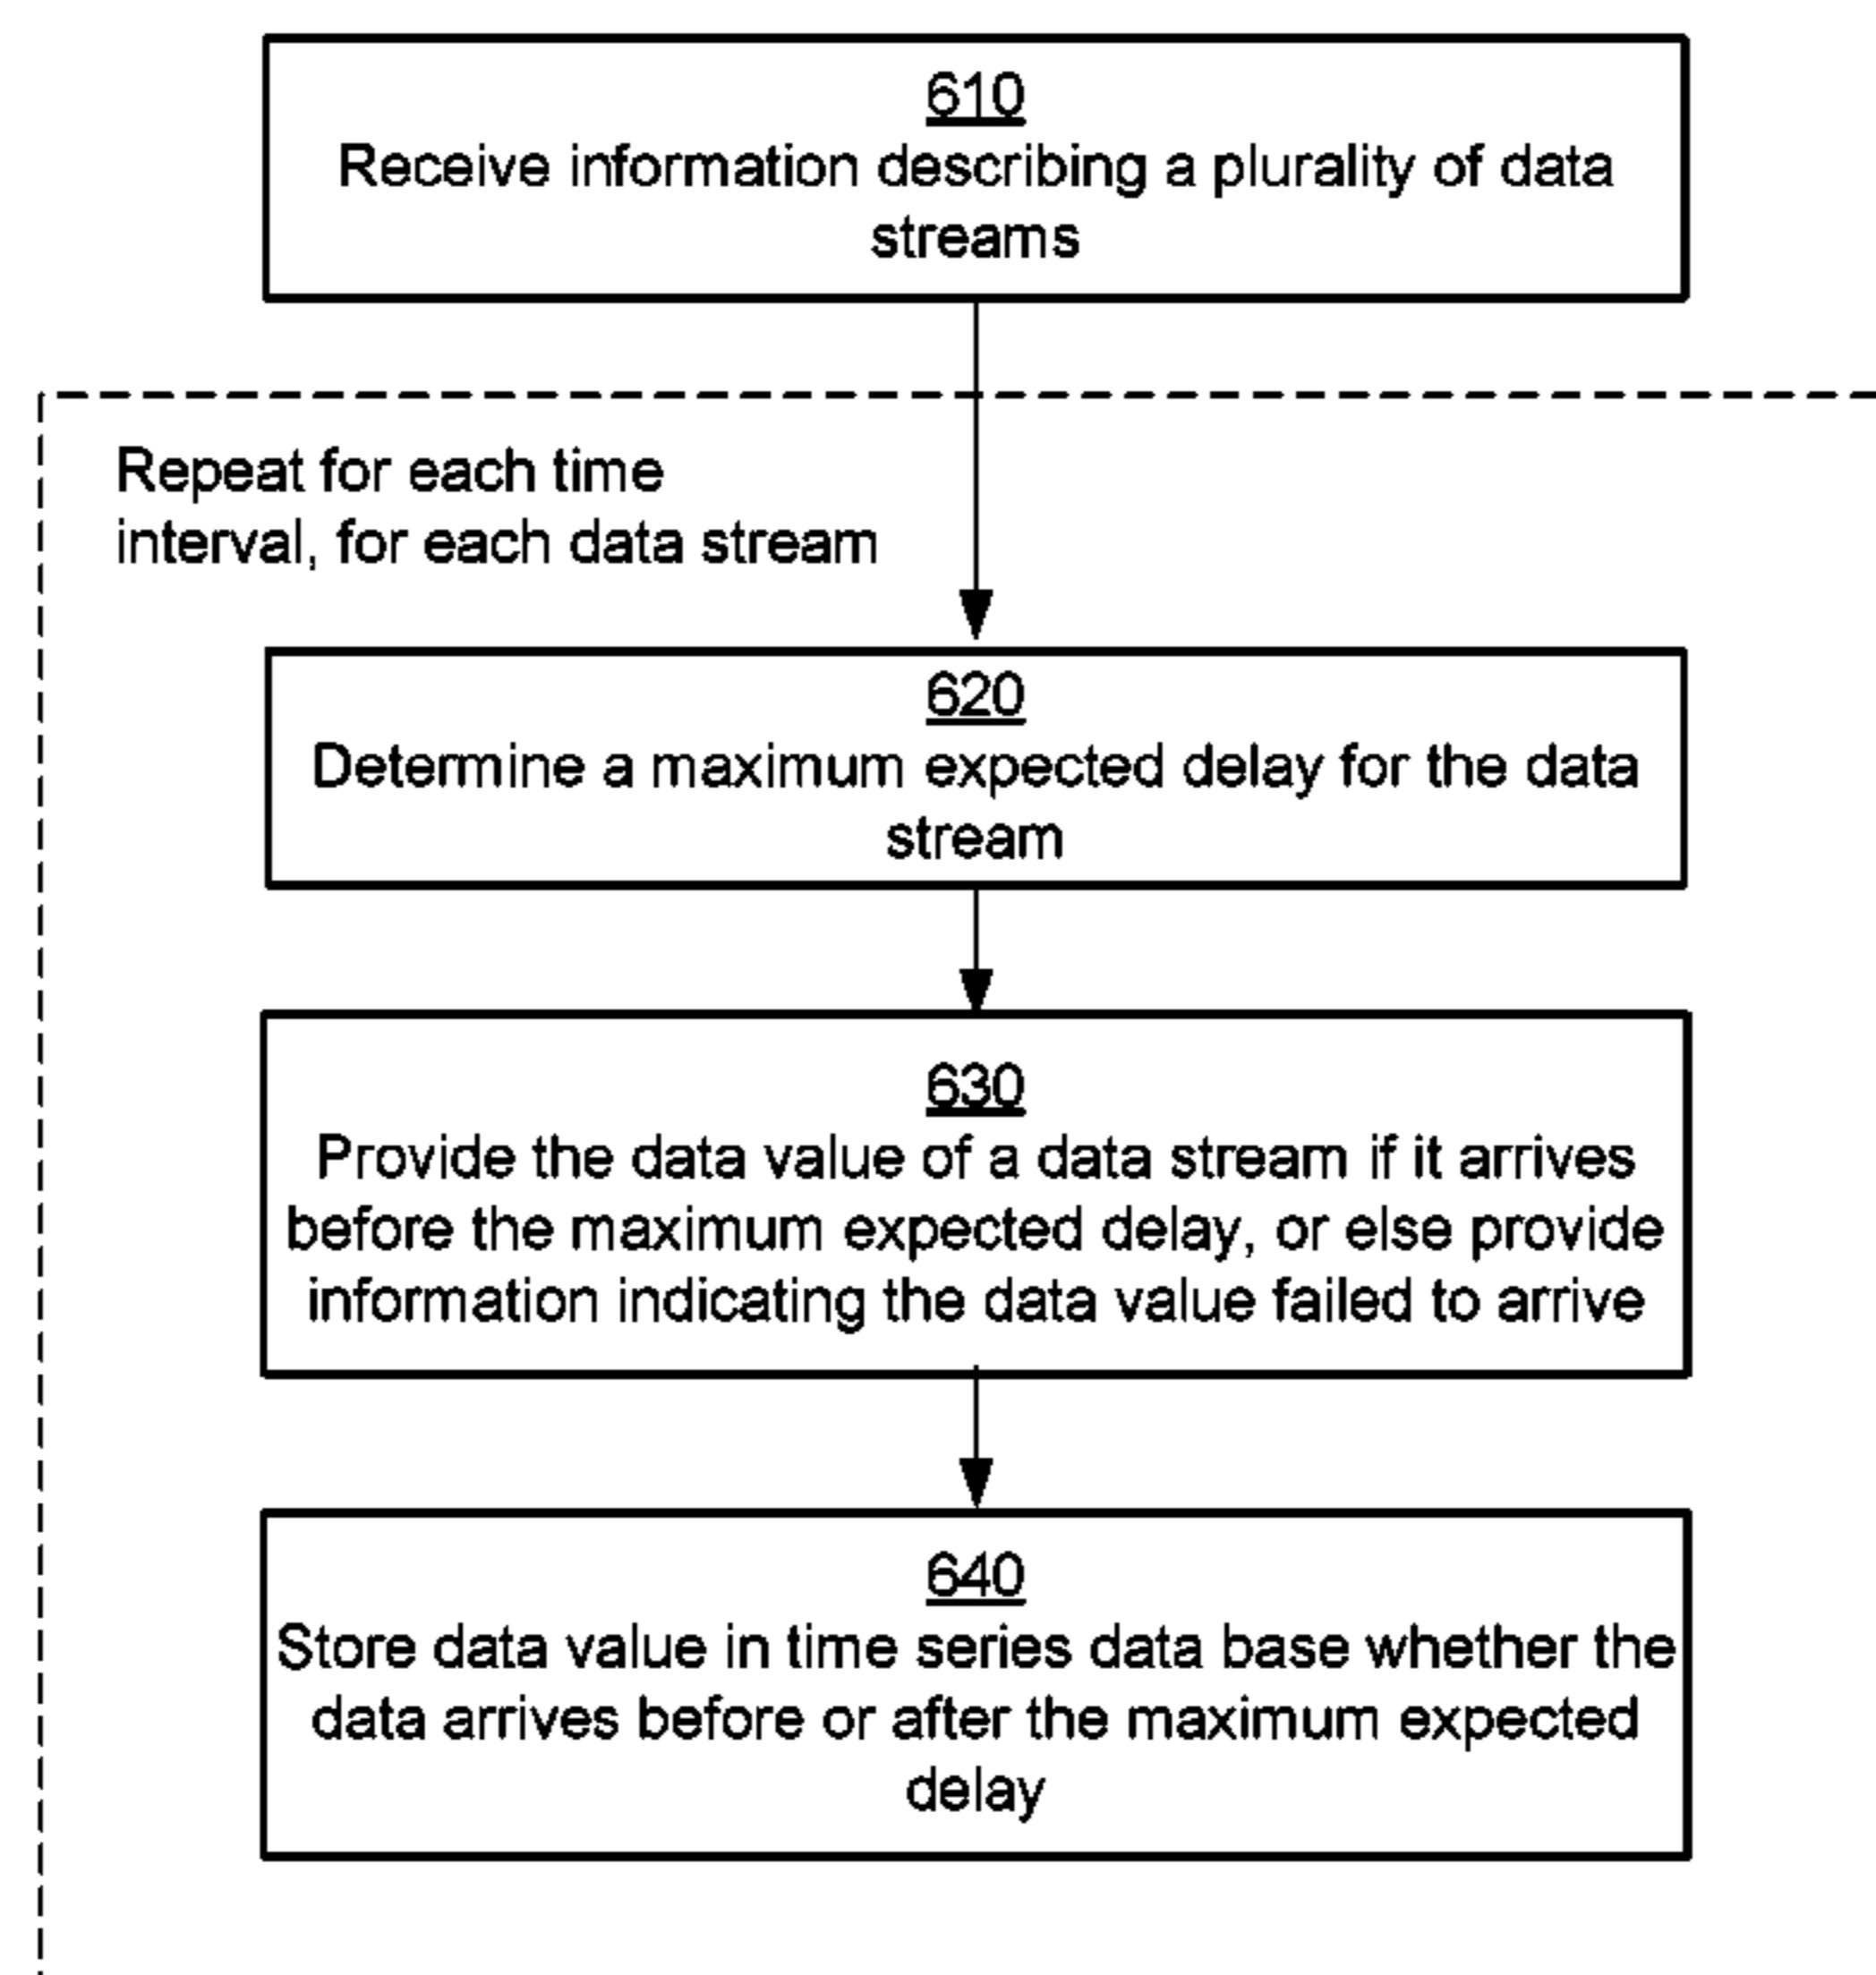 610
Receive information describing a plurality of data
streams
Repeat for each time
interval, for each data stream
620
Determine a maximum expected delay for the data
stream
630
Provide the data value of a data stream if it arrives
before the maximum expected delay, or else provide
information indicating the data value failed to arrive
640
Store data value in time series data base whether the
data arrives before or after the maximum expected
delay